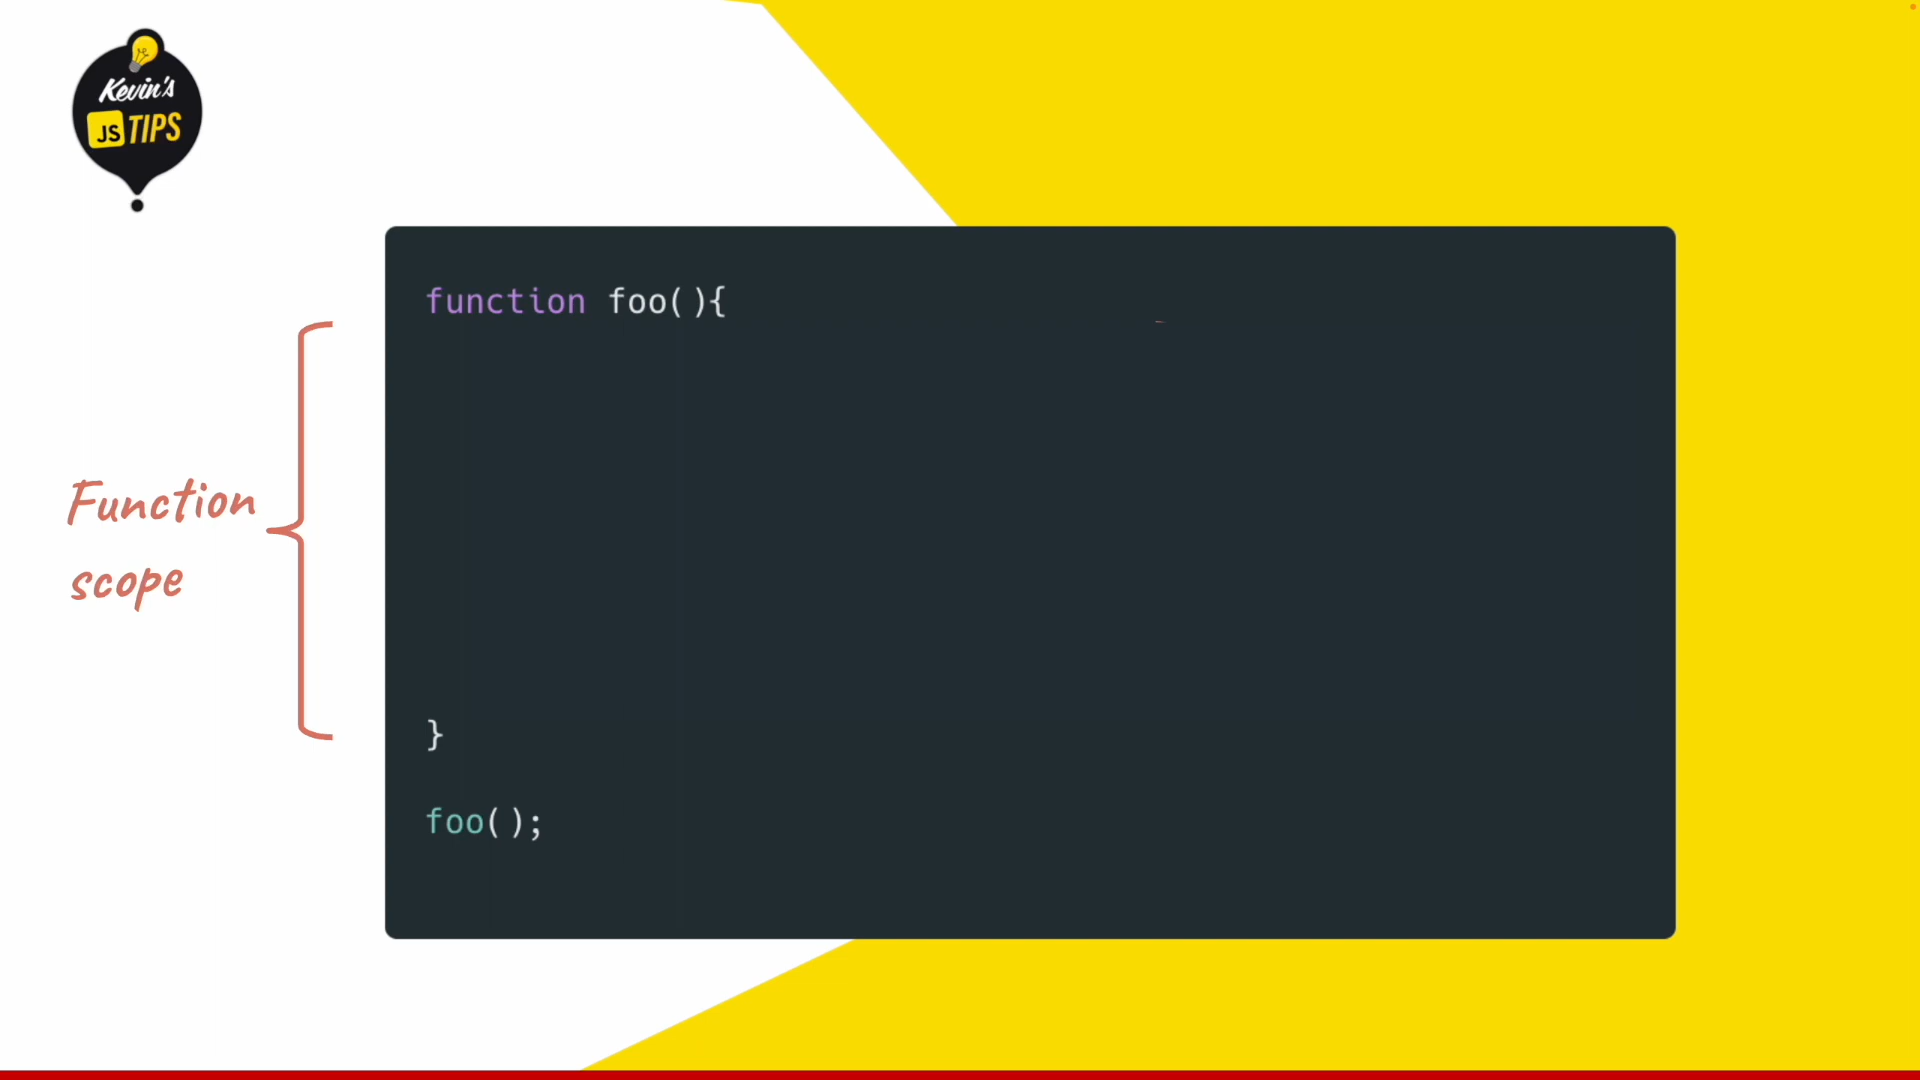 Kevin's
JS TIPS
function foo(){
Function
scope
}
foo();